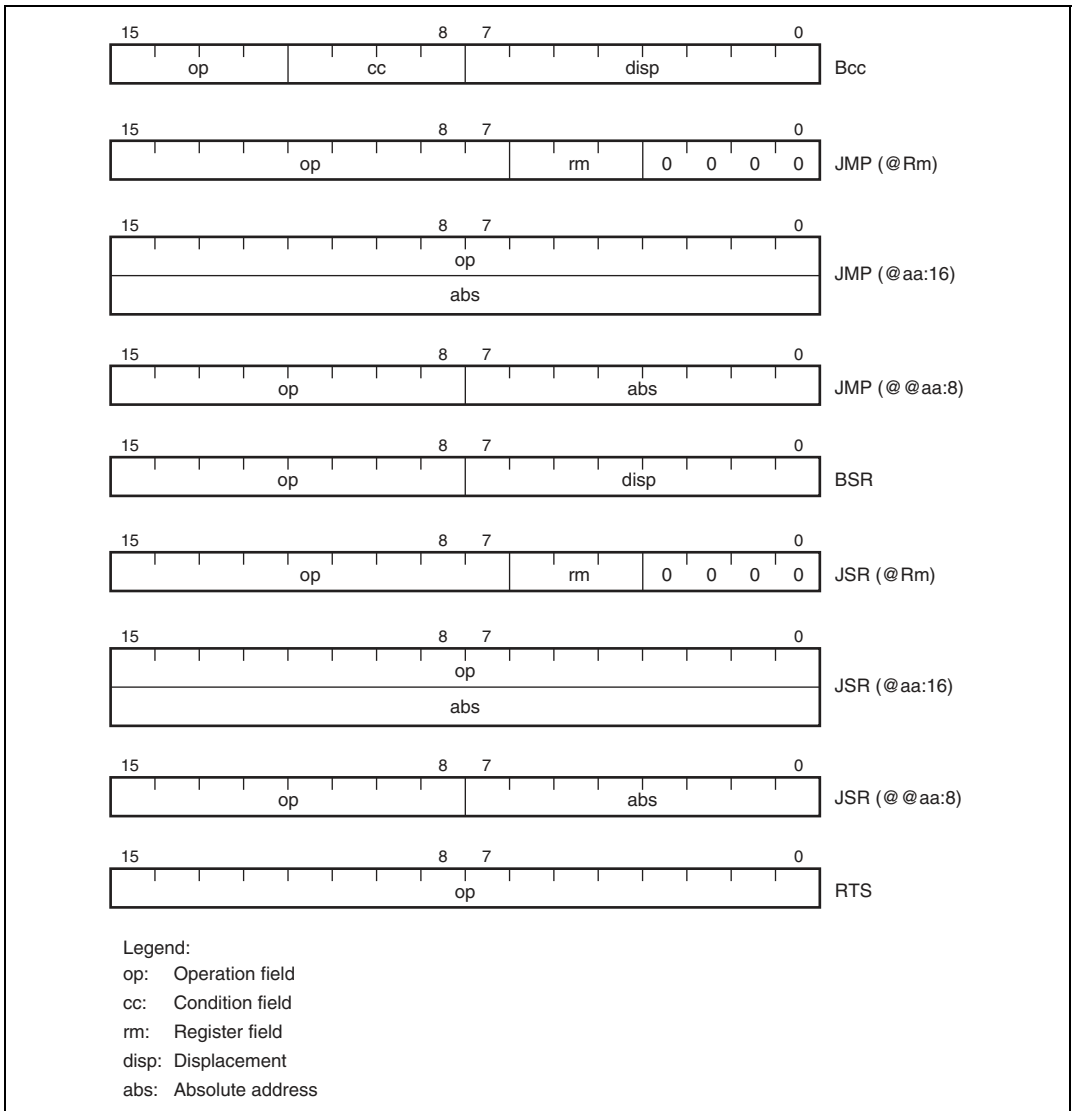 15 8 7 0
op cc disp Bcc
15 8 7 0
op rm 0 0 0 0 JMP (@Rm)
15 8 7 0
op
JMP (@aa:16)
abs
15 8 7 0
op abs JMP (@@aa:8)
15 8 7 0
op disp BSR
15 8 7 0
op rm 0 0 0 0 JSR (@Rm)
15 8 7 0
op
JSR (@aa:16)
abs
15 8 7 0
op abs JSR (@@aa:8)
15 8 7 0
op RTS
Legend:
op: Operation field
cc: Condition field
rm: Register field
disp: Displacement
abs: Absolute address